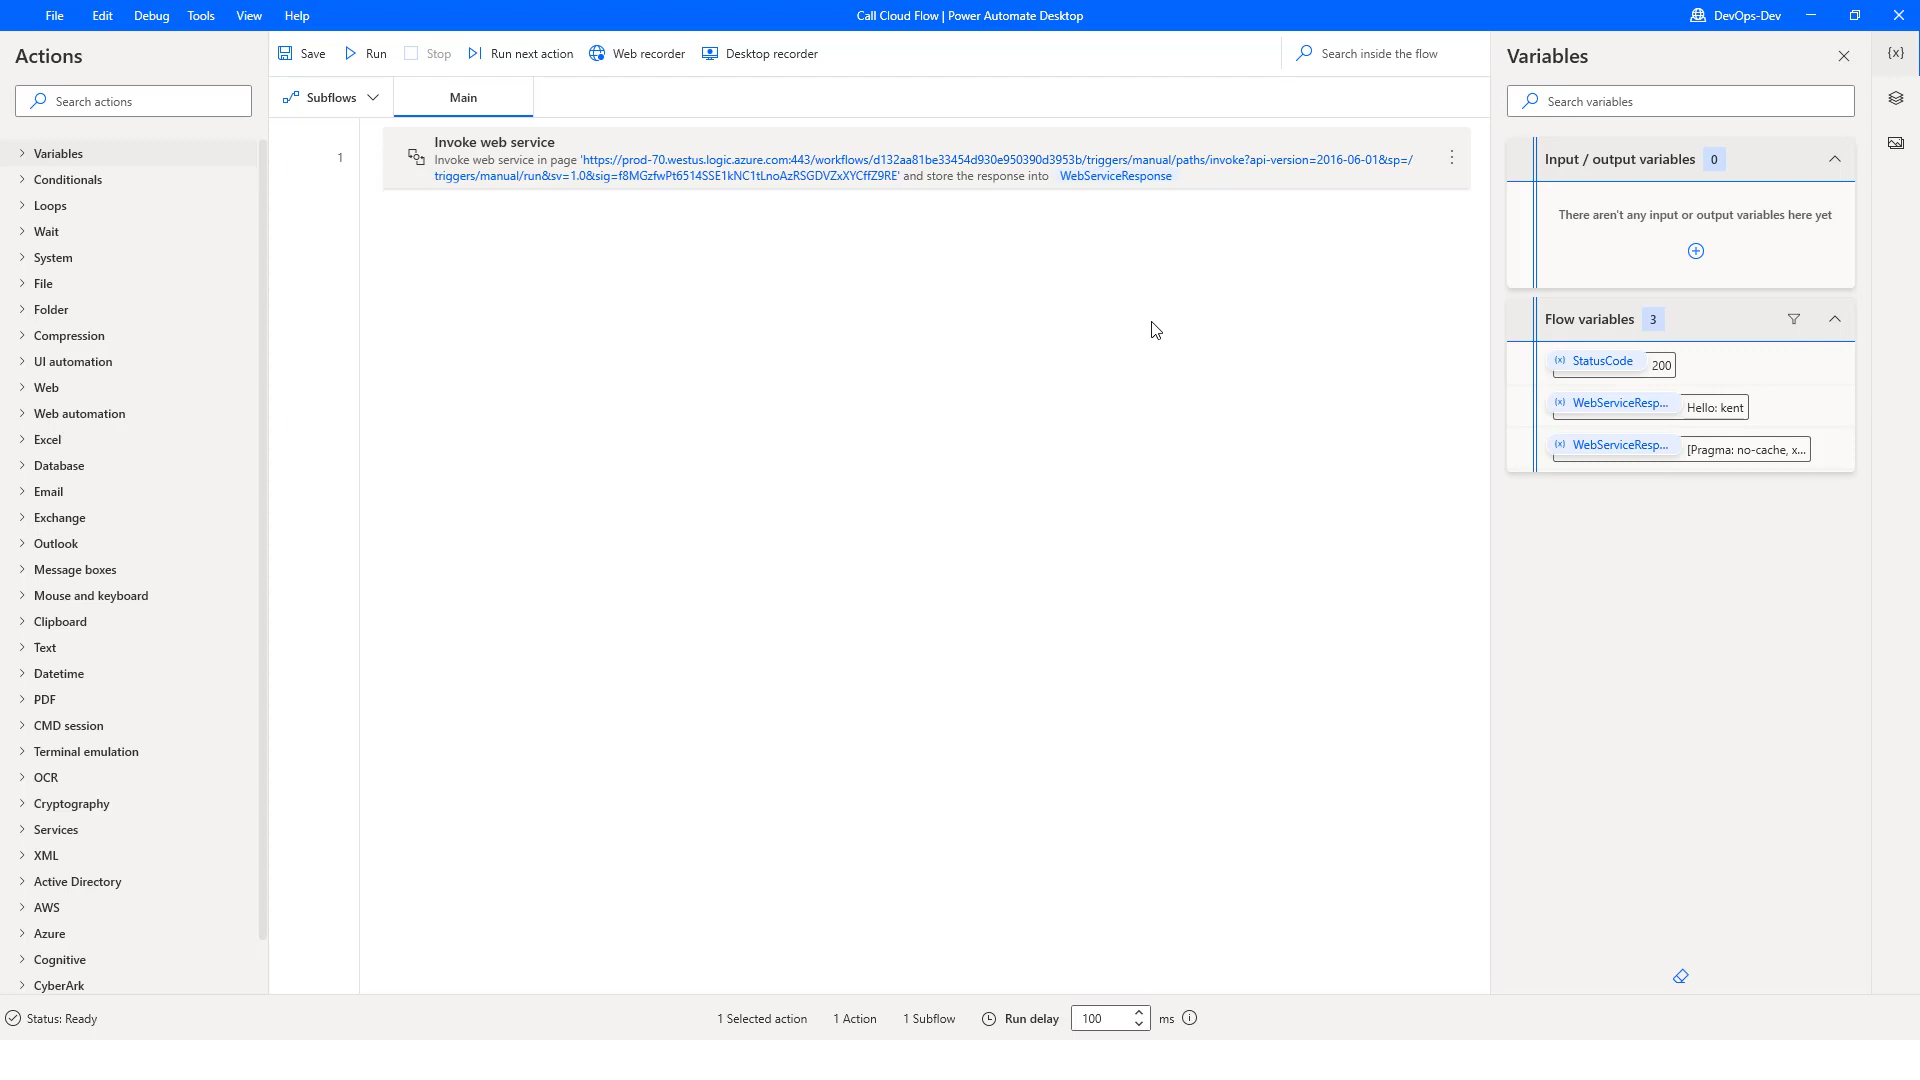 File Edit Debug Tools View Help
Call Cloud Flow | Power Automate Desktop
DevOps-Dev
Actions
Search actions
Variables
Conditionals
Loops
Wait
System
File
Folder
Compression
UI automation
Web
Web automation
Excel
Database
Email
Exchange
Outlook
Message boxes
Mouse and keyboard
Clipboard
Text
Datetime
PDF
CMD session
Terminal emulation
OCR
Cryptography
Services
XML
Active Directory
AWS
Azure
Cognitive
CyberArk
Save Run Stop Run next action Web recorder Desktop recorder
Search inside the flow
Subflows Main
1
Invoke web service
Invoke web service in page 'https://prod-70.westus.logic.azure.com:443/workflows/d132aa81be33454d930e950390d3953b/triggers/manual/paths/invoke?api-version=2016-06-01&sp=/
triggers/manual/run&sv=1.0&sig=f8MGzfwPt6514SSE1kNC1tLnoAzRSGDVZxXYCffZ9RE' and store the response into WebServiceResponse
Variables
{x}
Search variables
Input / output variables 0
There aren't any input or output variables here yet
Flow variables 3
(x) StatusCode 200
(x) WebServiceResp... Hello: kent
(x) WebServiceResp... [Pragma: no-cache, x...
Status: Ready
1 Selected action 1 Action 1 Subflow Run delay 100 ms